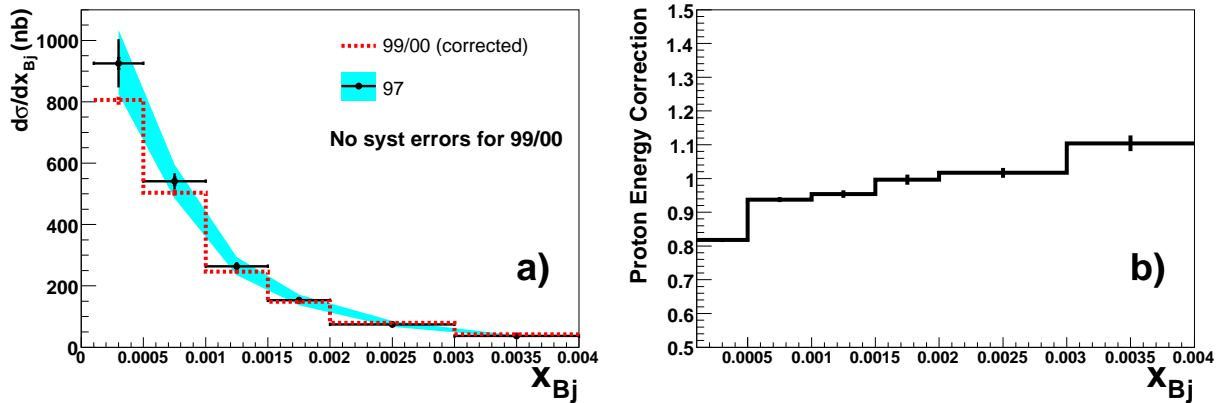 dσ/dx_Bj (nb)
1000
800
600
400
200
0
99/00 (corrected)
97
No syst errors for 99/00
a)
0 0.0005 0.001 0.0015 0.002 0.0025 0.003 0.0035 0.004
x_Bj
Proton Energy Correction
1.5
1.4
1.3
1.2
1.1
1
0.9
0.8
0.7
0.6
0.5
b)
0.0005 0.001 0.0015 0.002 0.0025 0.003 0.0035 0.004
x_Bj